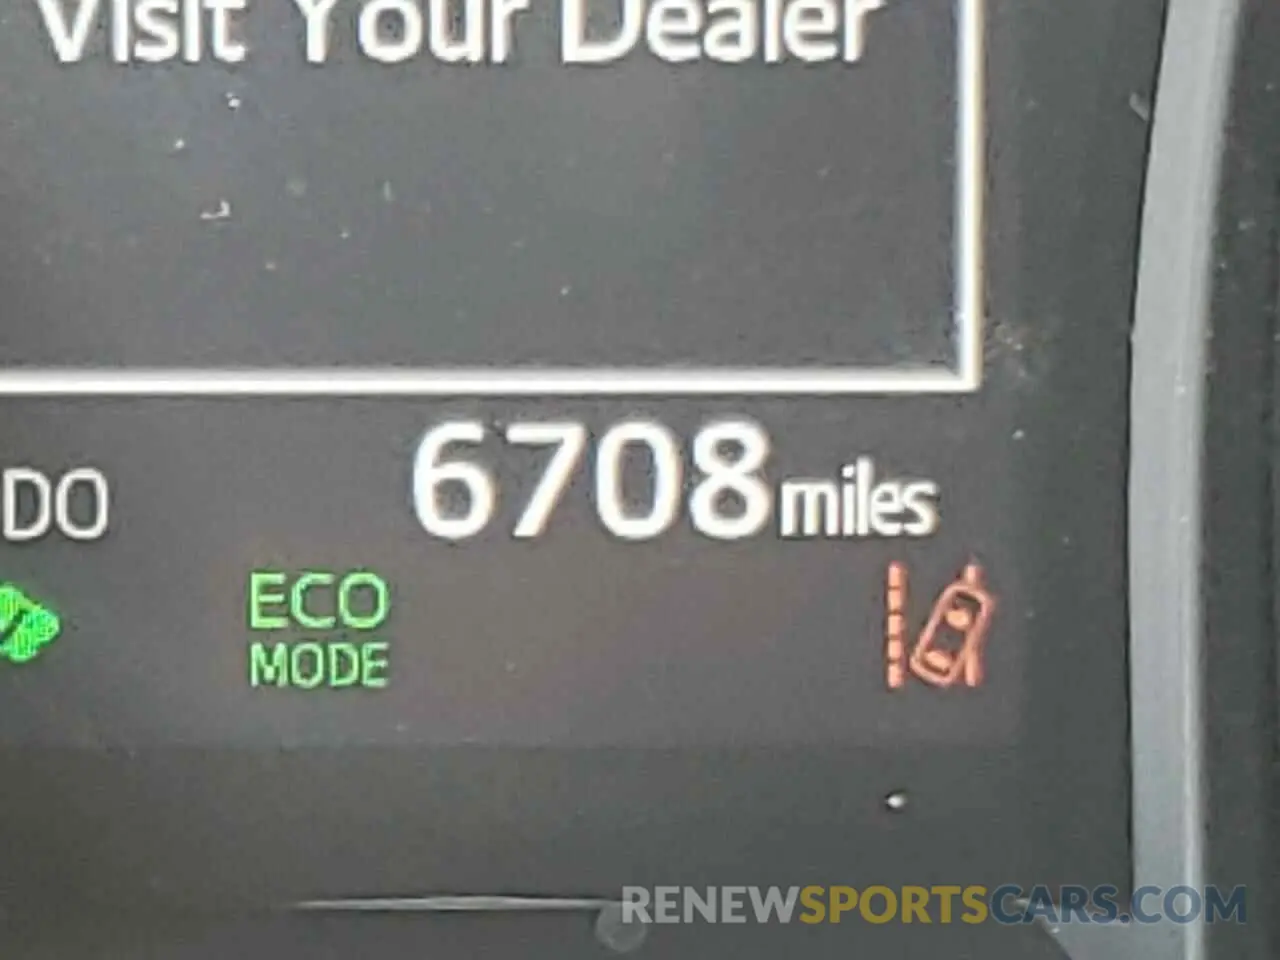 Visit Your Dealer
DO 6708 miles
ECO
MODE
RENEWSPORTSCARS.COM